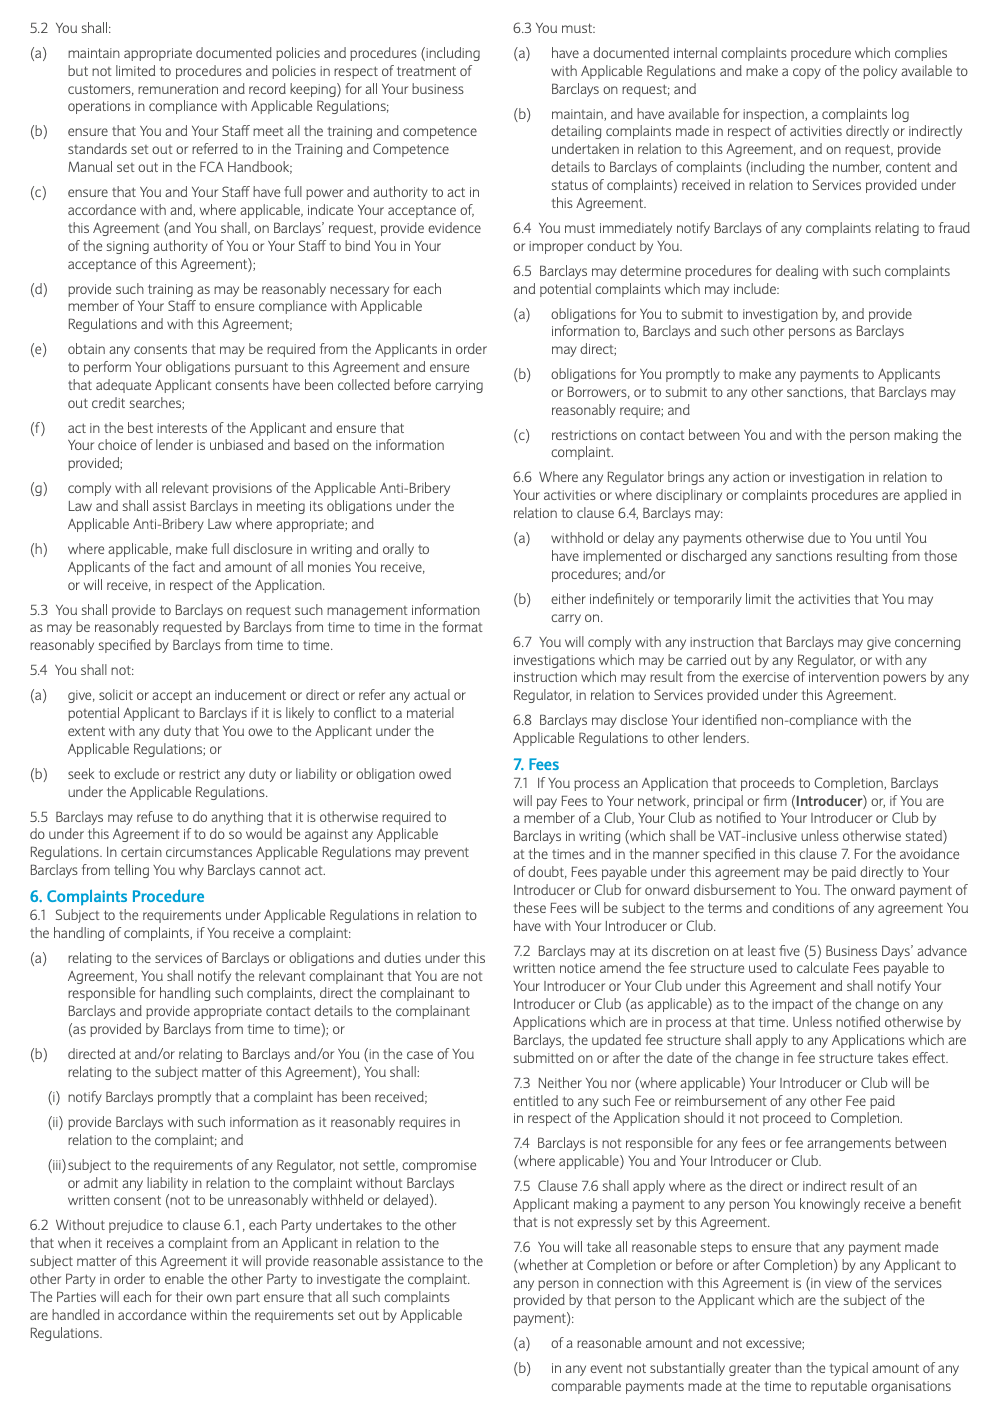 5.2 You shall:
(a) maintain appropriate documented policies and procedures (including
but not limited to procedures and policies in respect of treatment of
customers, remuneration and record keeping) for all Your business
operations in compliance with Applicable Regulations;
(b) ensure that You and Your Staff meet all the training and competence
standards set out or referred to in the Training and Competence
Manual set out in the FCA Handbook;
(c) ensure that You and Your Staff have full power and authority to act in
accordance with and, where applicable, indicate Your acceptance of,
this Agreement (and You shall, on Barclays' request, provide evidence
of the signing authority of You or Your Staff to bind You in Your
acceptance of this Agreement);
(d) provide such training as may be reasonably necessary for each
member of Your Staff to ensure compliance with Applicable
Regulations and with this Agreement;
(e) obtain any consents that may be required from the Applicants in order
to perform Your obligations pursuant to this Agreement and ensure
that adequate Applicant consents have been collected before carrying
out credit searches;
(f) act in the best interests of the Applicant and ensure that
Your choice of lender is unbiased and based on the information
provided;
(g) comply with all relevant provisions of the Applicable Anti-Bribery
Law and shall assist Barclays in meeting its obligations under the
Applicable Anti-Bribery Law where appropriate; and
(h) where applicable, make full disclosure in writing and orally to
Applicants of the fact and amount of all monies You receive,
or will receive, in respect of the Application.
5.3 You shall provide to Barclays on request such management information
as may be reasonably requested by Barclays from time to time in the format
reasonably specified by Barclays from time to time.
5.4 You shall not:
(a) give, solicit or accept an inducement or direct or refer any actual or
potential Applicant to Barclays if it is likely to conflict to a material
extent with any duty that You owe to the Applicant under the
Applicable Regulations; or
(b) seek to exclude or restrict any duty or liability or obligation owed
under the Applicable Regulations.
5.5 Barclays may refuse to do anything that it is otherwise required to
do under this Agreement if to do so would be against any Applicable
Regulations. In certain circumstances Applicable Regulations may prevent
Barclays from telling You why Barclays cannot act.
6. Complaints Procedure
6.1 Subject to the requirements under Applicable Regulations in relation to
the handling of complaints, if You receive a complaint:
(a) relating to the services of Barclays or obligations and duties under this
Agreement, You shall notify the relevant complainant that You are not
responsible for handling such complaints, direct the complainant to
Barclays and provide appropriate contact details to the complainant
(as provided by Barclays from time to time); or
(b) directed at and/or relating to Barclays and/or You (in the case of You
relating to the subject matter of this Agreement), You shall:
(i) notify Barclays promptly that a complaint has been received;
(ii) provide Barclays with such information as it reasonably requires in
relation to the complaint; and
(iii) subject to the requirements of any Regulator, not settle, compromise
or admit any liability in relation to the complaint without Barclays
written consent (not to be unreasonably withheld or delayed).
6.2 Without prejudice to clause 6.1, each Party undertakes to the other
that when it receives a complaint from an Applicant in relation to the
subject matter of this Agreement it will provide reasonable assistance to the
other Party in order to enable the other Party to investigate the complaint.
The Parties will each for their own part ensure that all such complaints
are handled in accordance within the requirements set out by Applicable
Regulations.
6.3 You must:
(a) have a documented internal complaints procedure which complies
with Applicable Regulations and make a copy of the policy available to
Barclays on request; and
(b) maintain, and have available for inspection, a complaints log
detailing complaints made in respect of activities directly or indirectly
undertaken in relation to this Agreement, and on request, provide
details to Barclays of complaints (including the number, content and
status of complaints) received in relation to Services provided under
this Agreement.
6.4 You must immediately notify Barclays of any complaints relating to fraud
or improper conduct by You.
6.5 Barclays may determine procedures for dealing with such complaints
and potential complaints which may include:
(a) obligations for You to submit to investigation by, and provide
information to, Barclays and such other persons as Barclays
may direct;
(b) obligations for You promptly to make any payments to Applicants
or Borrowers, or to submit to any other sanctions, that Barclays may
reasonably require; and
(c) restrictions on contact between You and with the person making the
complaint.
6.6 Where any Regulator brings any action or investigation in relation to
Your activities or where disciplinary or complaints procedures are applied in
relation to clause 6.4, Barclays may:
(a) withhold or delay any payments otherwise due to You until You
have implemented or discharged any sanctions resulting from those
procedures; and/or
(b) either indefinitely or temporarily limit the activities that You may
carry on.
6.7 You will comply with any instruction that Barclays may give concerning
investigations which may be carried out by any Regulator, or with any
instruction which may result from the exercise of intervention powers by any
Regulator, in relation to Services provided under this Agreement.
6.8 Barclays may disclose Your identified non-compliance with the
Applicable Regulations to other lenders.
7. Fees
7.1 If You process an Application that proceeds to Completion, Barclays
will pay Fees to Your network, principal or firm (Introducer) or, if You are
a member of a Club, Your Club as notified to Your Introducer or Club by
Barclays in writing (which shall be VAT-inclusive unless otherwise stated)
at the times and in the manner specified in this clause 7. For the avoidance
of doubt, Fees payable under this agreement may be paid directly to Your
Introducer or Club for onward disbursement to You. The onward payment of
these Fees will be subject to the terms and conditions of any agreement You
have with Your Introducer or Club.
7.2 Barclays may at its discretion on at least five (5) Business Days' advance
written notice amend the fee structure used to calculate Fees payable to
Your Introducer or Your Club under this Agreement and shall notify Your
Introducer or Club (as applicable) as to the impact of the change on any
Applications which are in process at that time. Unless notified otherwise by
Barclays, the updated fee structure shall apply to any Applications which are
submitted on or after the date of the change in fee structure takes effect.
7.3 Neither You nor (where applicable) Your Introducer or Club will be
entitled to any such Fee or reimbursement of any other Fee paid
in respect of the Application should it not proceed to Completion.
7.4 Barclays is not responsible for any fees or fee arrangements between
(where applicable) You and Your Introducer or Club.
7.5 Clause 7.6 shall apply where as the direct or indirect result of an
Applicant making a payment to any person You knowingly receive a benefit
that is not expressly set by this Agreement.
7.6 You will take all reasonable steps to ensure that any payment made
(whether at Completion or before or after Completion) by any Applicant to
any person in connection with this Agreement is (in view of the services
provided by that person to the Applicant which are the subject of the
payment):
(a) of a reasonable amount and not excessive;
(b) in any event not substantially greater than the typical amount of any
comparable payments made at the time to reputable organisations